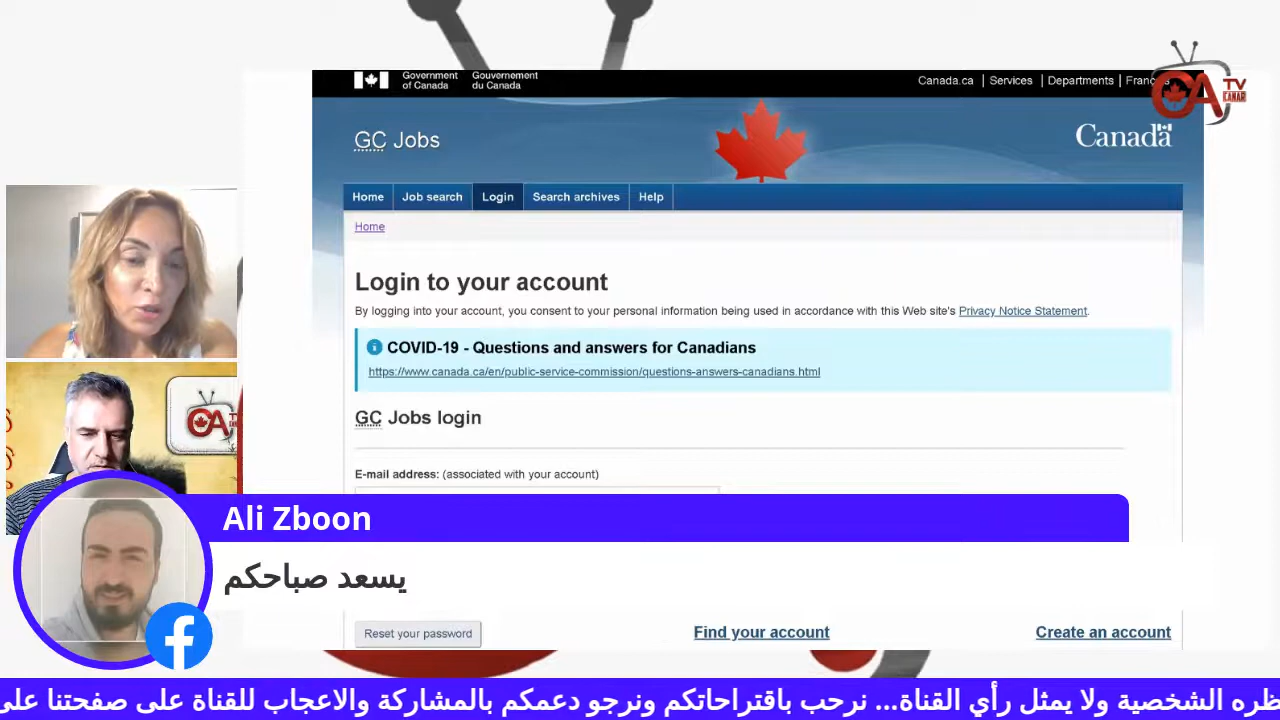 Government of Canada
Gouvernement du Canada
Canada.ca | Services | Departments |
GC Jobs
Canada
CA TV
CANAR
Home
Job search
Login
Search archives
Help
Home
Login to your account
By logging into your account, you consent to your personal information being used in accordance with this Web site's Privacy Notice Statement.
COVID-19 - Questions and answers for Canadians
https://www.canada.ca/en/public-service-commission/questions-answers-canadians.html
GC Jobs login
E-mail address: (associated with your account)
Ali Zboon
يسعد صباحكم
Reset your password
Find your account
Create an account
ظره الشخصية ولا يمثل رأي القناة... نرحب باقتراحاتكم ونرجو دعمكم بالمشاركة والاعجاب للقناة على صفحتنا على